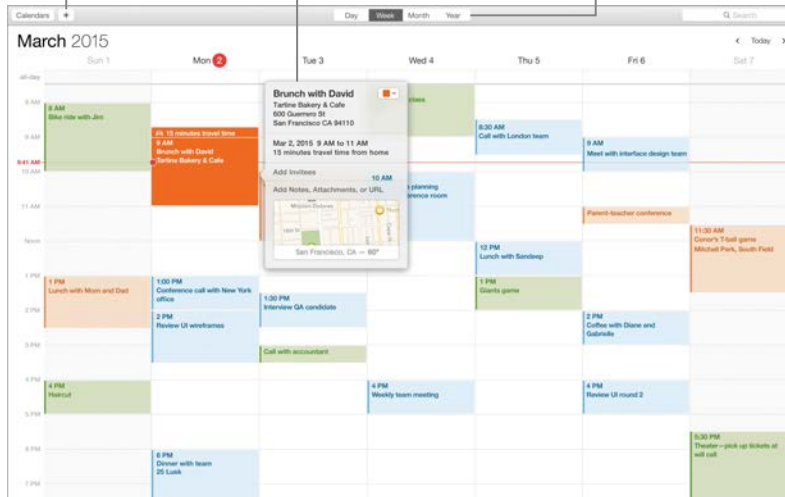 Calendars +
Day Week Month Year
Search
March 2015
Today
Sun 1
Mon 2
Tue 3
Wed 4
Thu 5
Fri 6
Sat 7
all-day
8 AM
9 AM
9:41 AM
10 AM
11 AM
Noon
1 PM
2 PM
3 PM
4 PM
5 PM
6 PM
7 PM
8 AM
Bike ride with Jim
1 PM
Lunch with Mom and Dad
4 PM
Haircut
15 minutes travel time
9 AM
Brunch with David
Tartine Bakery & Cafe
1:00 PM
Conference call with New York
office
2 PM
Review UI wireframes
6 PM
Dinner with team
25 Lusk
Brunch with David
Tartine Bakery & Cafe
600 Guerrero St
San Francisco CA 94110
Mar 2, 2015 9 AM to 11 AM
15 minutes travel time from home
Add Invitees
Add Notes, Attachments, or URL
Mission Dolores
San Francisco, CA — 60°
1:30 PM
Interview QA candidate
Call with accountant
class
10 AM
planning
4 PM
Weekly team meeting
8:30 AM
Call with London team
12 PM
Lunch with Sandeep
1 PM
Giants game
9 AM
Meet with interface design team
Parent-teacher conference
2 PM
Coffee with Diane and
Gabriella
4 PM
Review UI round 2
11:30 AM
Conor's T-ball game
Mitchell Park, South Field
5:30 PM
Theater—pick up tickets at
will call